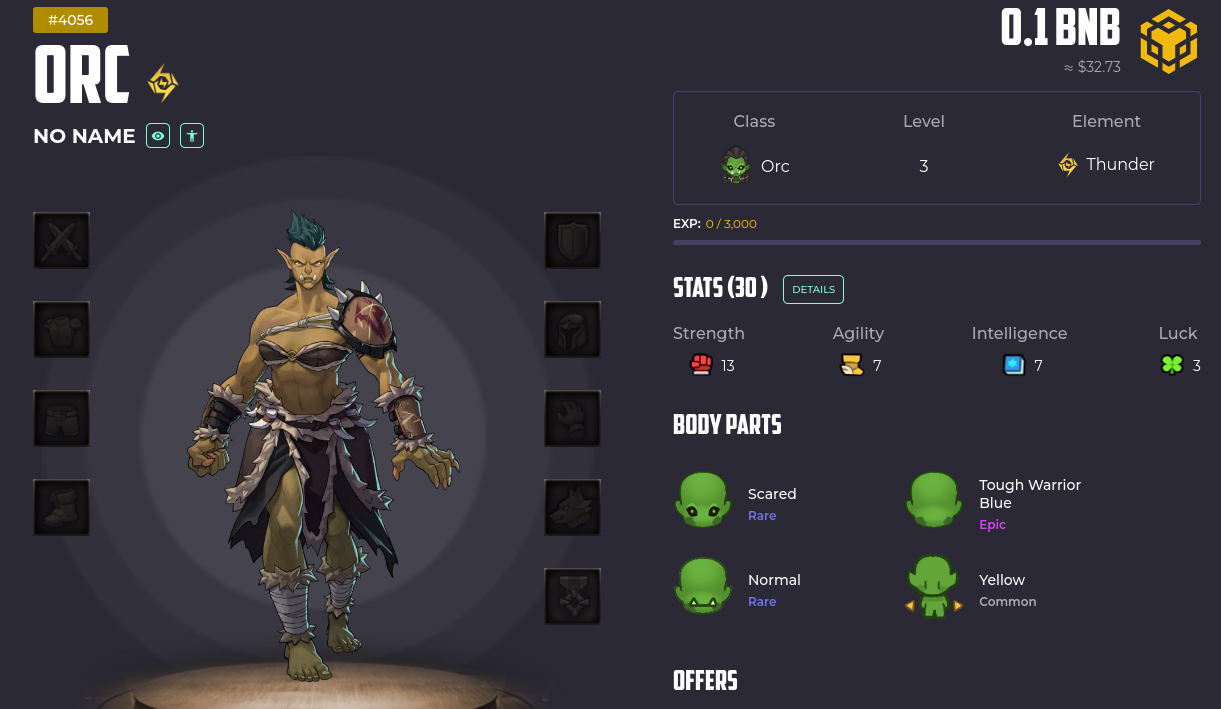 #4056
ORC
NO NAME
0.1 BNB
≈ $32.73
Class Level Element
Orc 3 Thunder
EXP: 0 / 3,000
STATS (30) DETAILS
Strength Agility Intelligence Luck
13 7 7 3
BODY PARTS
Scared
Rare
Tough Warrior
Blue
Epic
Normal
Rare
Yellow
Common
OFFERS